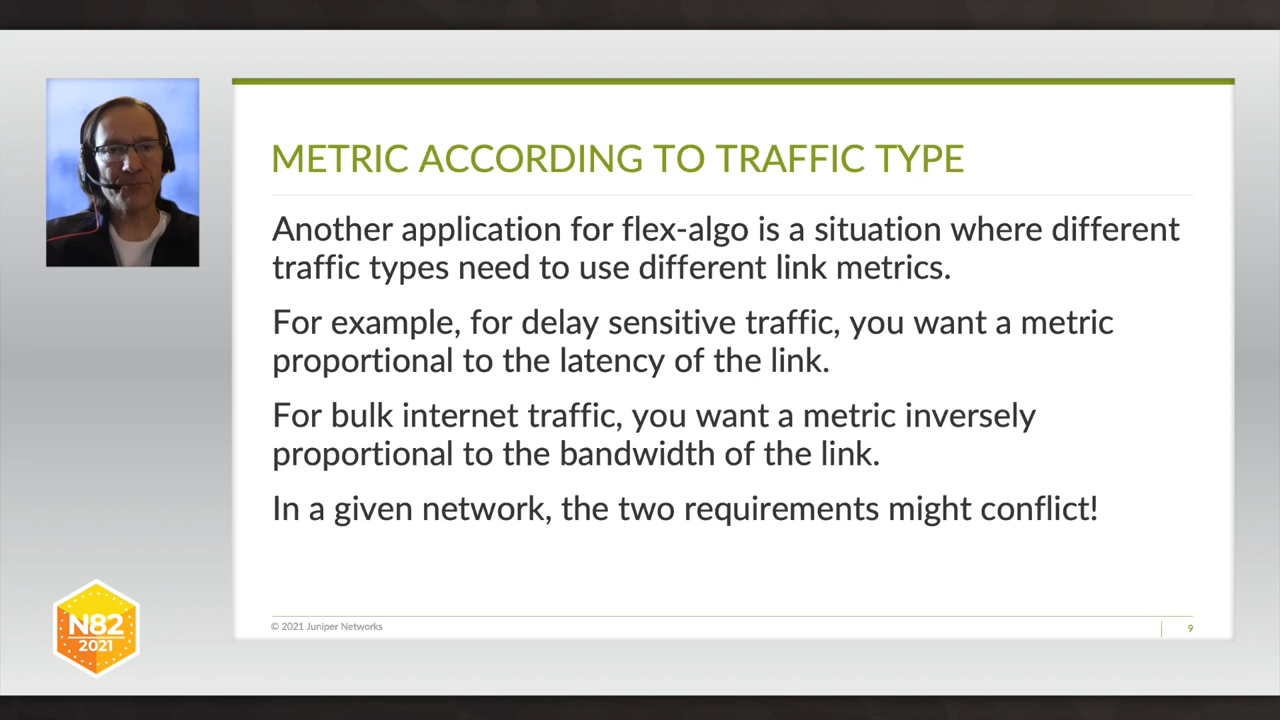 METRIC ACCORDING TO TRAFFIC TYPE
Another application for flex-algo is a situation where different
traffic types need to use different link metrics.
For example, for delay sensitive traffic, you want a metric
proportional to the latency of the link.
For bulk internet traffic, you want a metric inversely
proportional to the bandwidth of the link.
In a given network, the two requirements might conflict!
© 2021 Juniper Networks
9
N82
2021